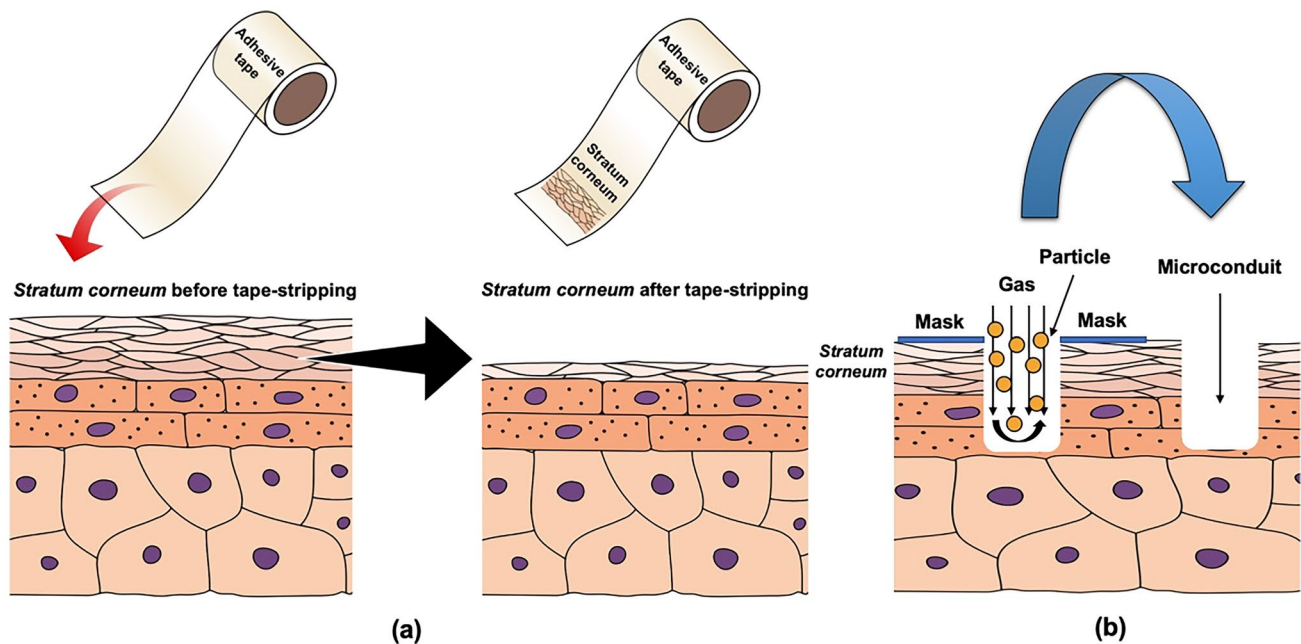 Adhesive
tape
Adhesive
tape
Stratum
corneum
Stratum corneum before tape-stripping
Stratum corneum after tape-stripping
Particle
Gas
Microconduit
Mask
Mask
Stratum
corneum
(a)
(b)